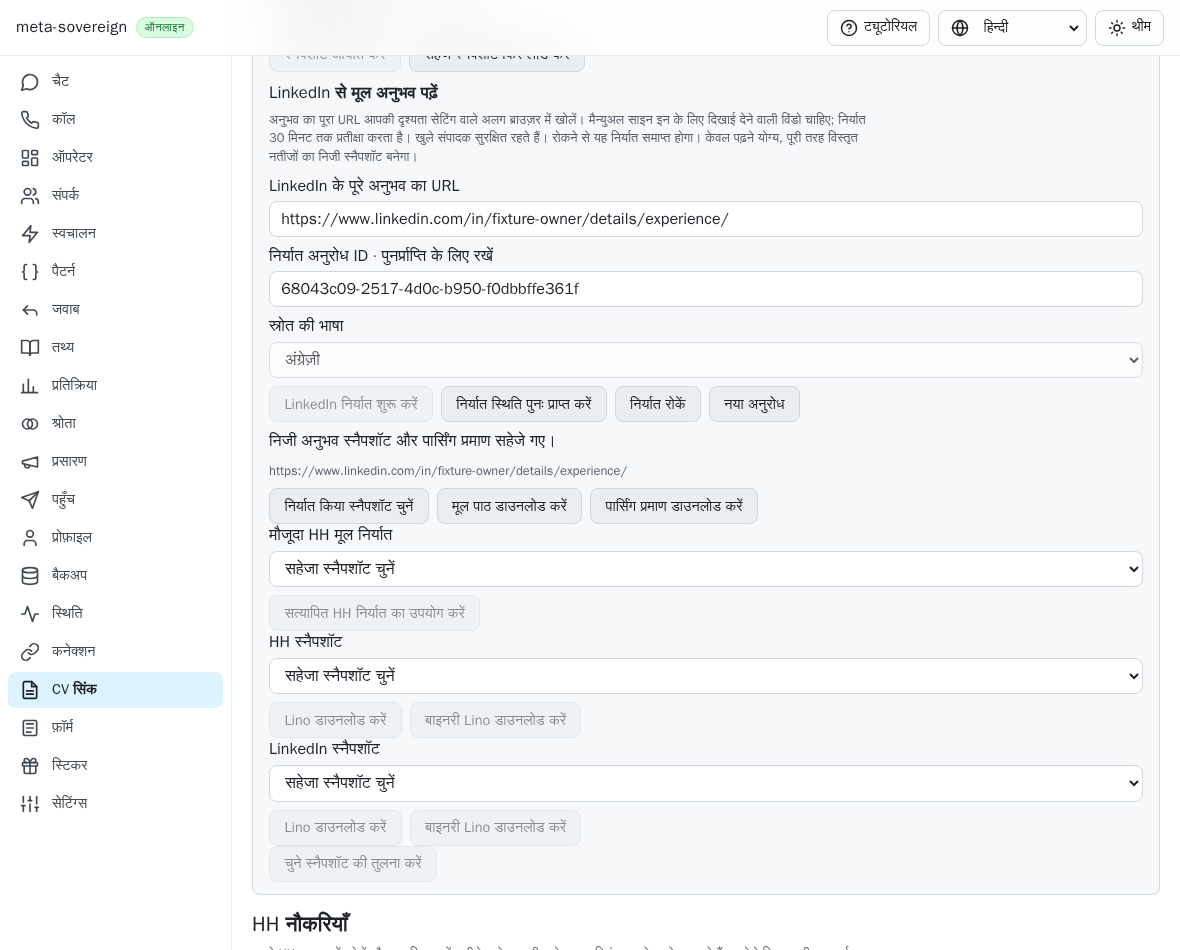 meta-sovereign ऑनलाइन ट्यूटोरियल हिन्दी थीम
चैट
कॉल
ऑपरेटर
संपर्क
स्वचालन
पैटर्न
जवाब
तथ्य
प्रतिक्रिया
श्रोता
प्रसारण
पहुँच
प्रोफ़ाइल
बैकअप
स्थिति
कनेक्शन
CV सिंक
फ़ॉर्म
स्टिकर
सेटिंग्स
LinkedIn से मूल अनुभव पढ़ें
अनुभव का पूरा URL आपकी दृश्यता सेटिंग वाले अलग ब्राउज़र में खोलें। मैन्युअल साइन इन के लिए दिखाई देने वाली विंडो चाहिए; निर्यात
30 मिनट तक प्रतीक्षा करता है। खुले संपादक सुरक्षित रहते हैं। रोकने से यह निर्यात समाप्त होगा। केवल पढ़ने योग्य, पूरी तरह विस्तृत
नतीजों का निजी स्नैपशॉट बनेगा।
LinkedIn के पूरे अनुभव का URL
https://www.linkedin.com/in/fixture-owner/details/experience/
निर्यात अनुरोध ID · पुनर्प्राप्ति के लिए रखें
68043c09-2517-4d0c-b950-f0dbbffe361f
स्रोत की भाषा
अंग्रेज़ी
LinkedIn निर्यात शुरू करें निर्यात स्थिति पुनः प्राप्त करें निर्यात रोकें नया अनुरोध
निजी अनुभव स्नैपशॉट और पार्सिंग प्रमाण सहेजे गए।
https://www.linkedin.com/in/fixture-owner/details/experience/
निर्यात किया स्नैपशॉट चुनें मूल पाठ डाउनलोड करें पार्सिंग प्रमाण डाउनलोड करें
मौजूदा HH मूल निर्यात
सहेजा स्नैपशॉट चुनें
सत्यापित HH निर्यात का उपयोग करें
HH स्नैपशॉट
सहेजा स्नैपशॉट चुनें
Lino डाउनलोड करें बाइनरी Lino डाउनलोड करें
LinkedIn स्नैपशॉट
सहेजा स्नैपशॉट चुनें
Lino डाउनलोड करें बाइनरी Lino डाउनलोड करें
चुने स्नैपशॉट की तुलना करें
HH नौकरियाँ